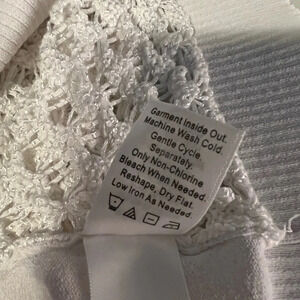 Garment Inside Out.
Machine Wash Cold.
Gentle Cycle,
Separately.
Only Non-Chlorine
Bleach When Needed.
Reshape, Dry Flat.
Low Iron As Needed.